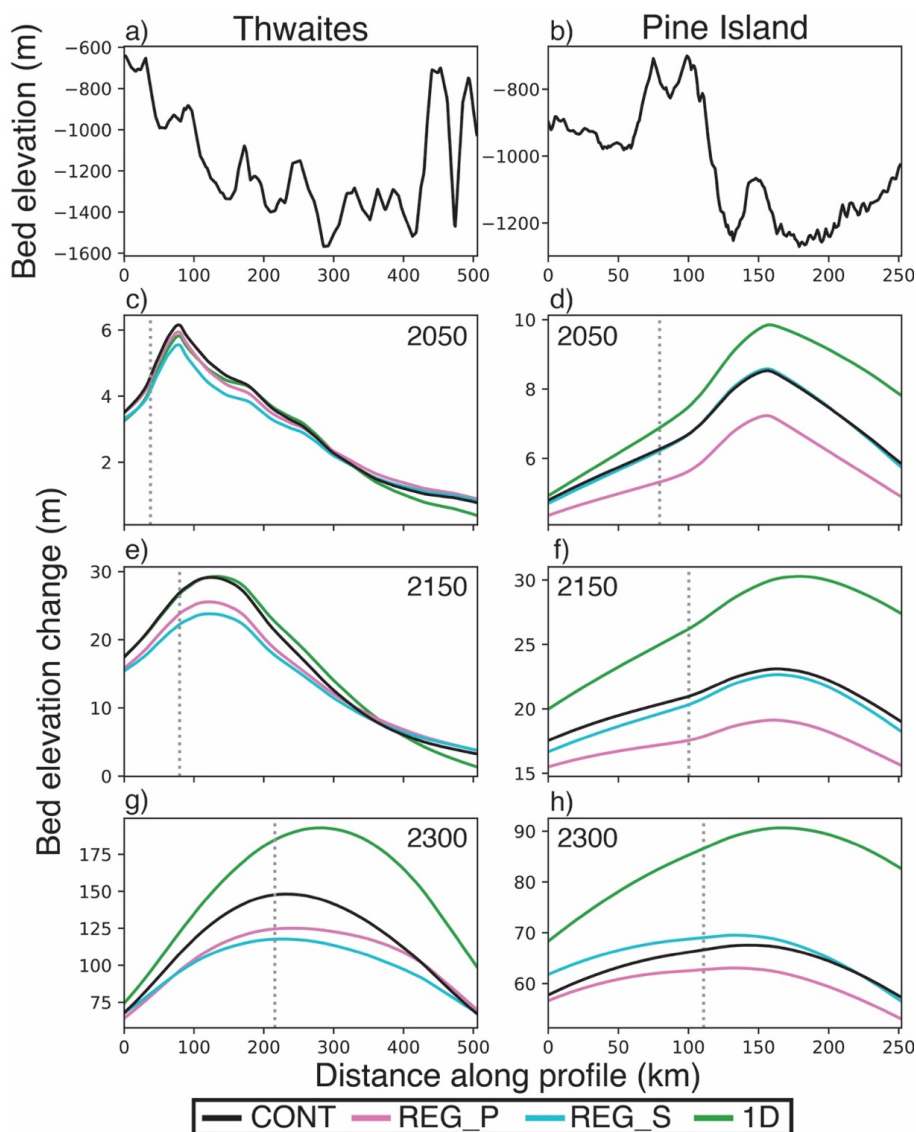 a) Thwaites
b) Pine Island
Bed elevation (m)
−600
−800
−1000
−1200
−1400
−1600
0 100 200 300 400 500
−800
−1000
−1200
0 50 100 150 200 250
Bed elevation change (m)
c) 2050
6
4
2
d) 2050
10
8
6
e) 2150
30
20
10
0
f) 2150
30
25
20
15
g) 2300
175
150
125
100
75
0 100 200 300 400 500
h) 2300
90
80
70
60
0 50 100 150 200 250
Distance along profile (km)
CONT REG_P REG_S 1D